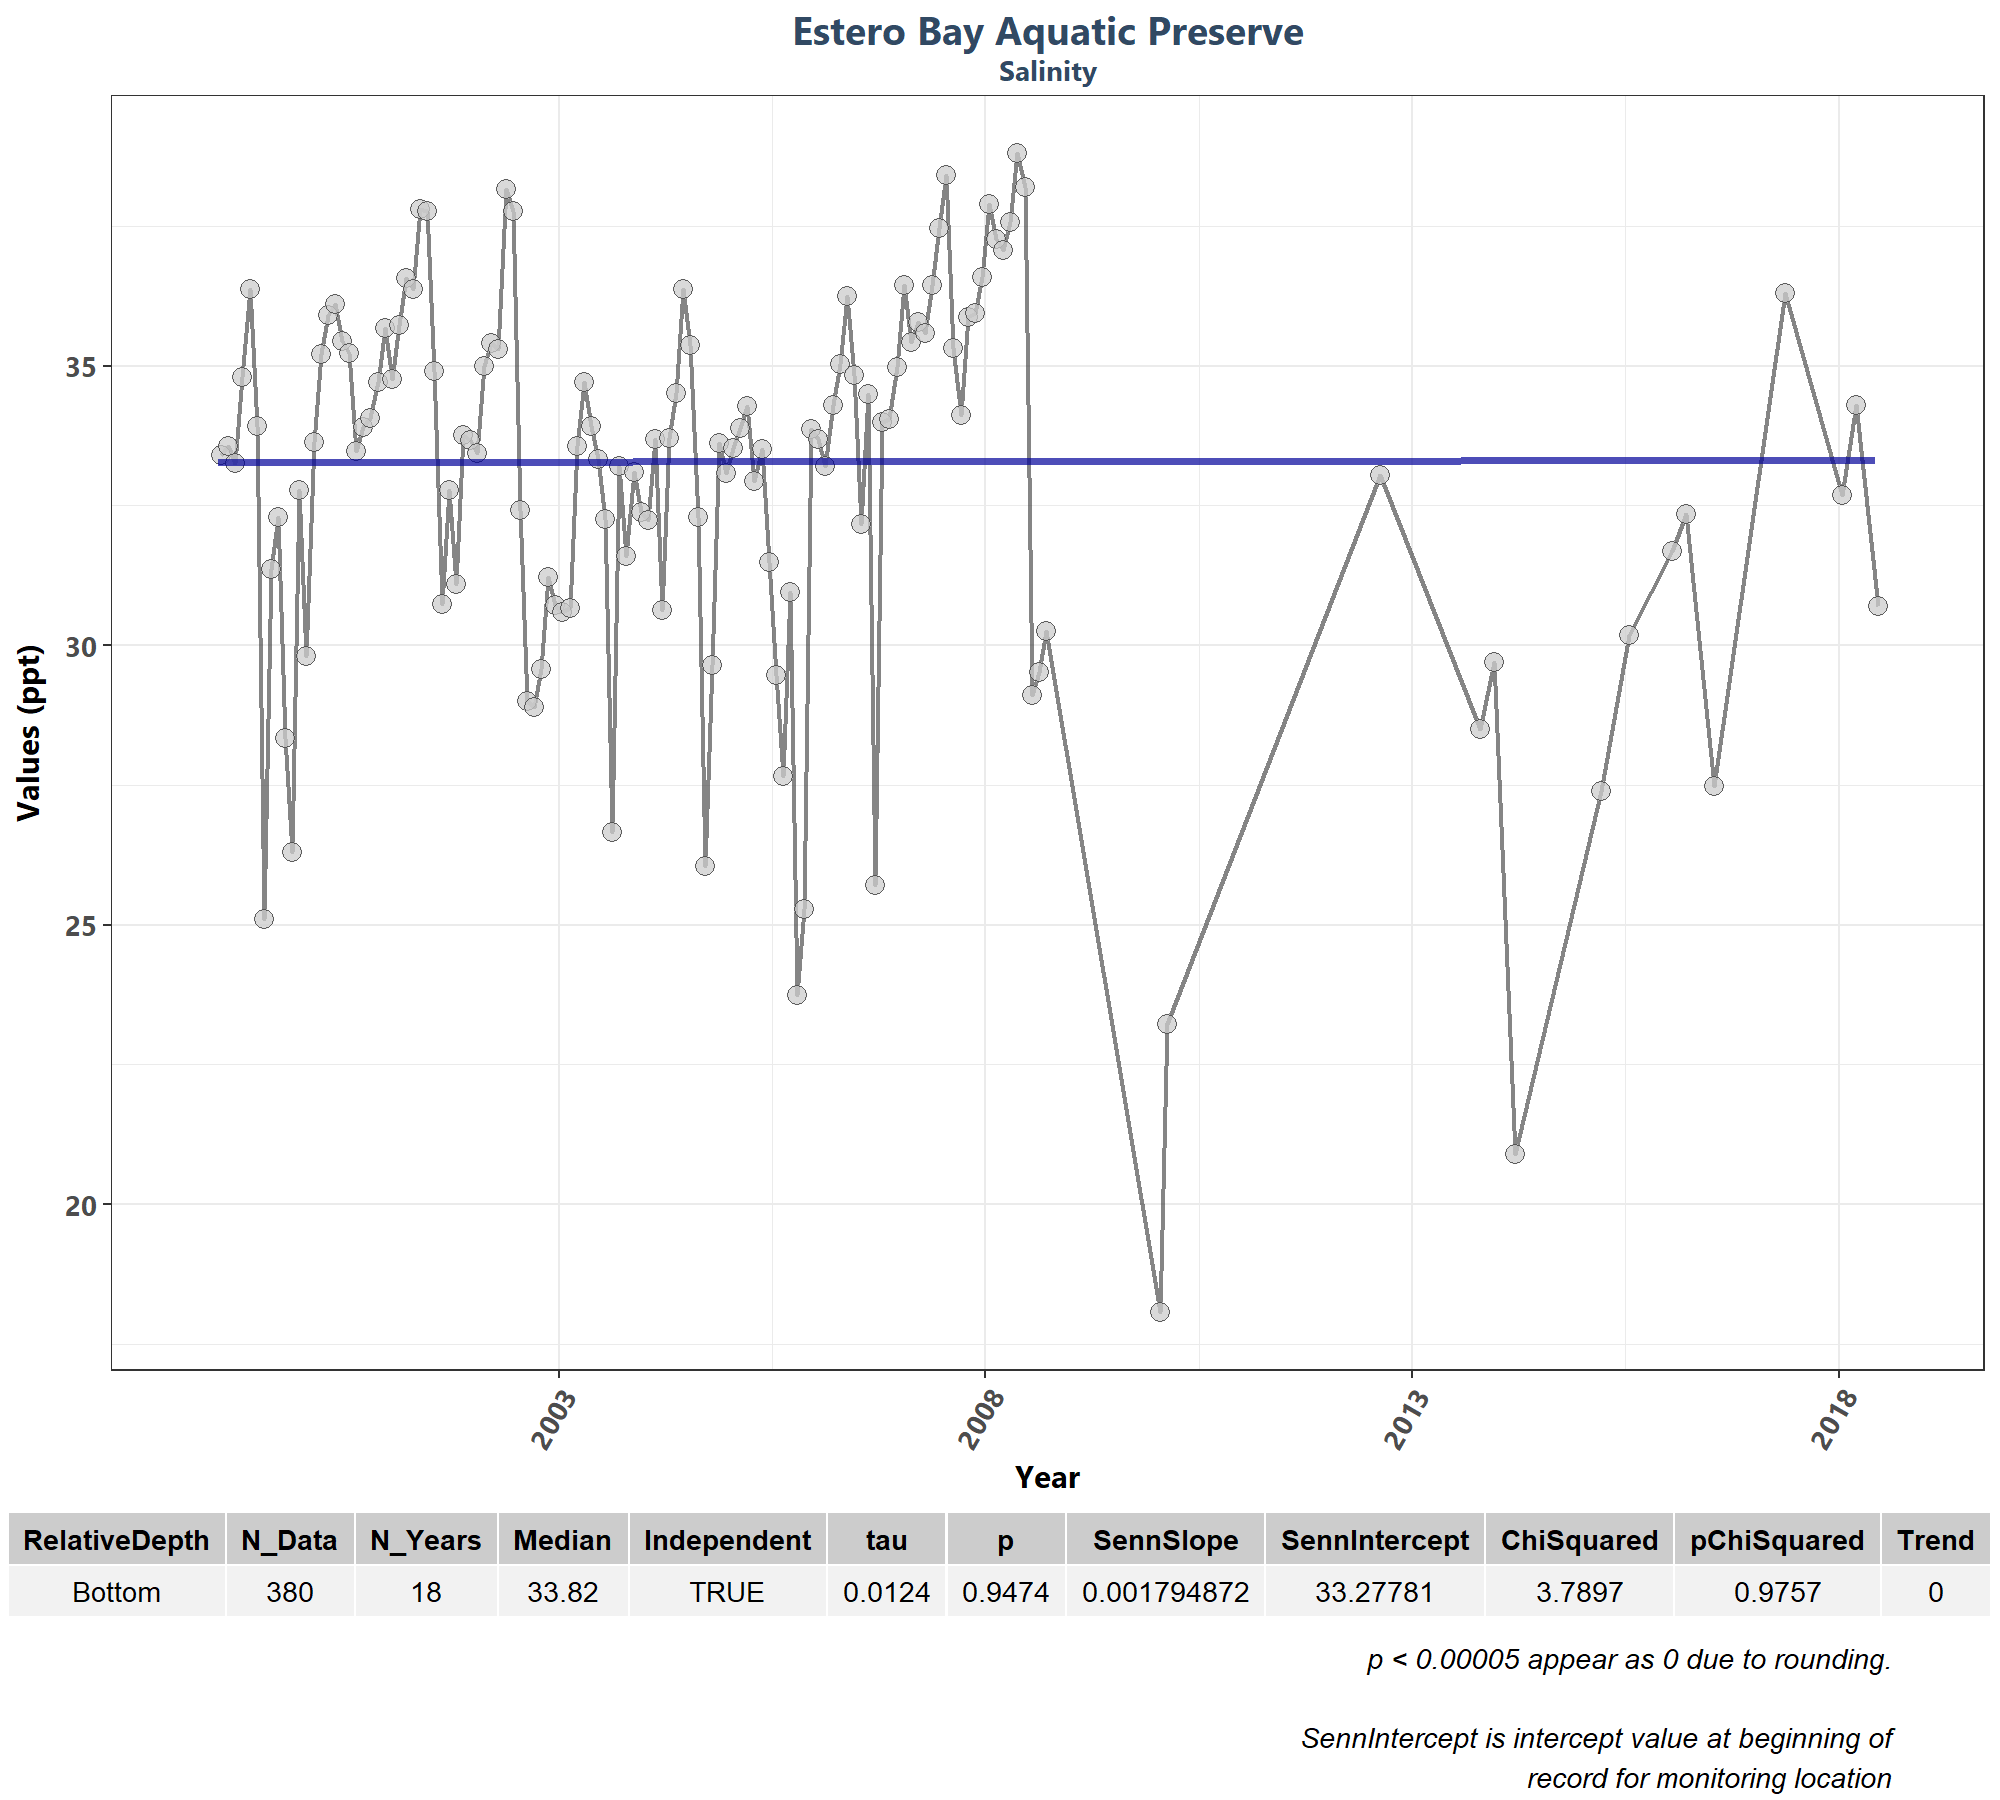 Estero Bay Aquatic Preserve
Salinity
Values (ppt)
35
30
25
20
2003
2008
2013
2018
Year
RelativeDepth N_Data N_Years Median Independent tau p SennSlope SennIntercept ChiSquared pChiSquared Trend
Bottom 380 18 33.82 TRUE 0.0124 0.9474 0.001794872 33.27781 3.7897 0.9757 0
p < 0.00005 appear as 0 due to rounding.
SennIntercept is intercept value at beginning of
record for monitoring location